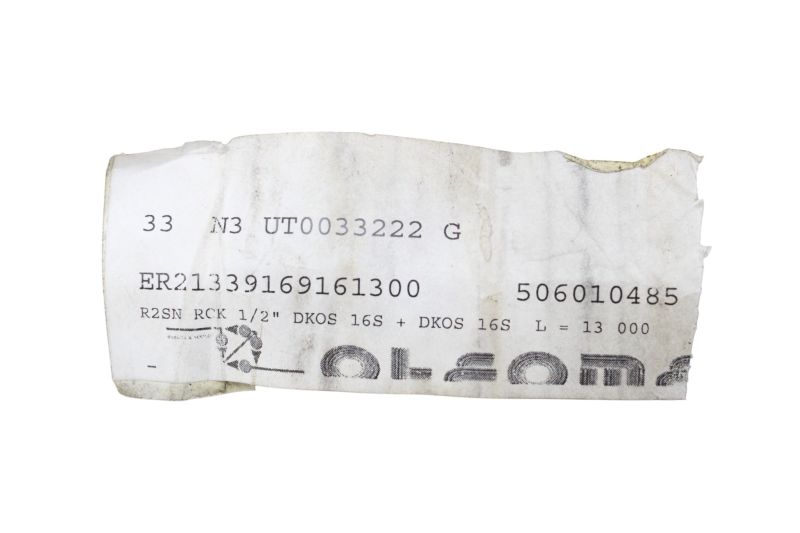 33 N3 UT0033222 G
ER21339169161300 506010485
R2SN RCK 1/2" DKOS 16S + DKOS 16S L = 13 000
-